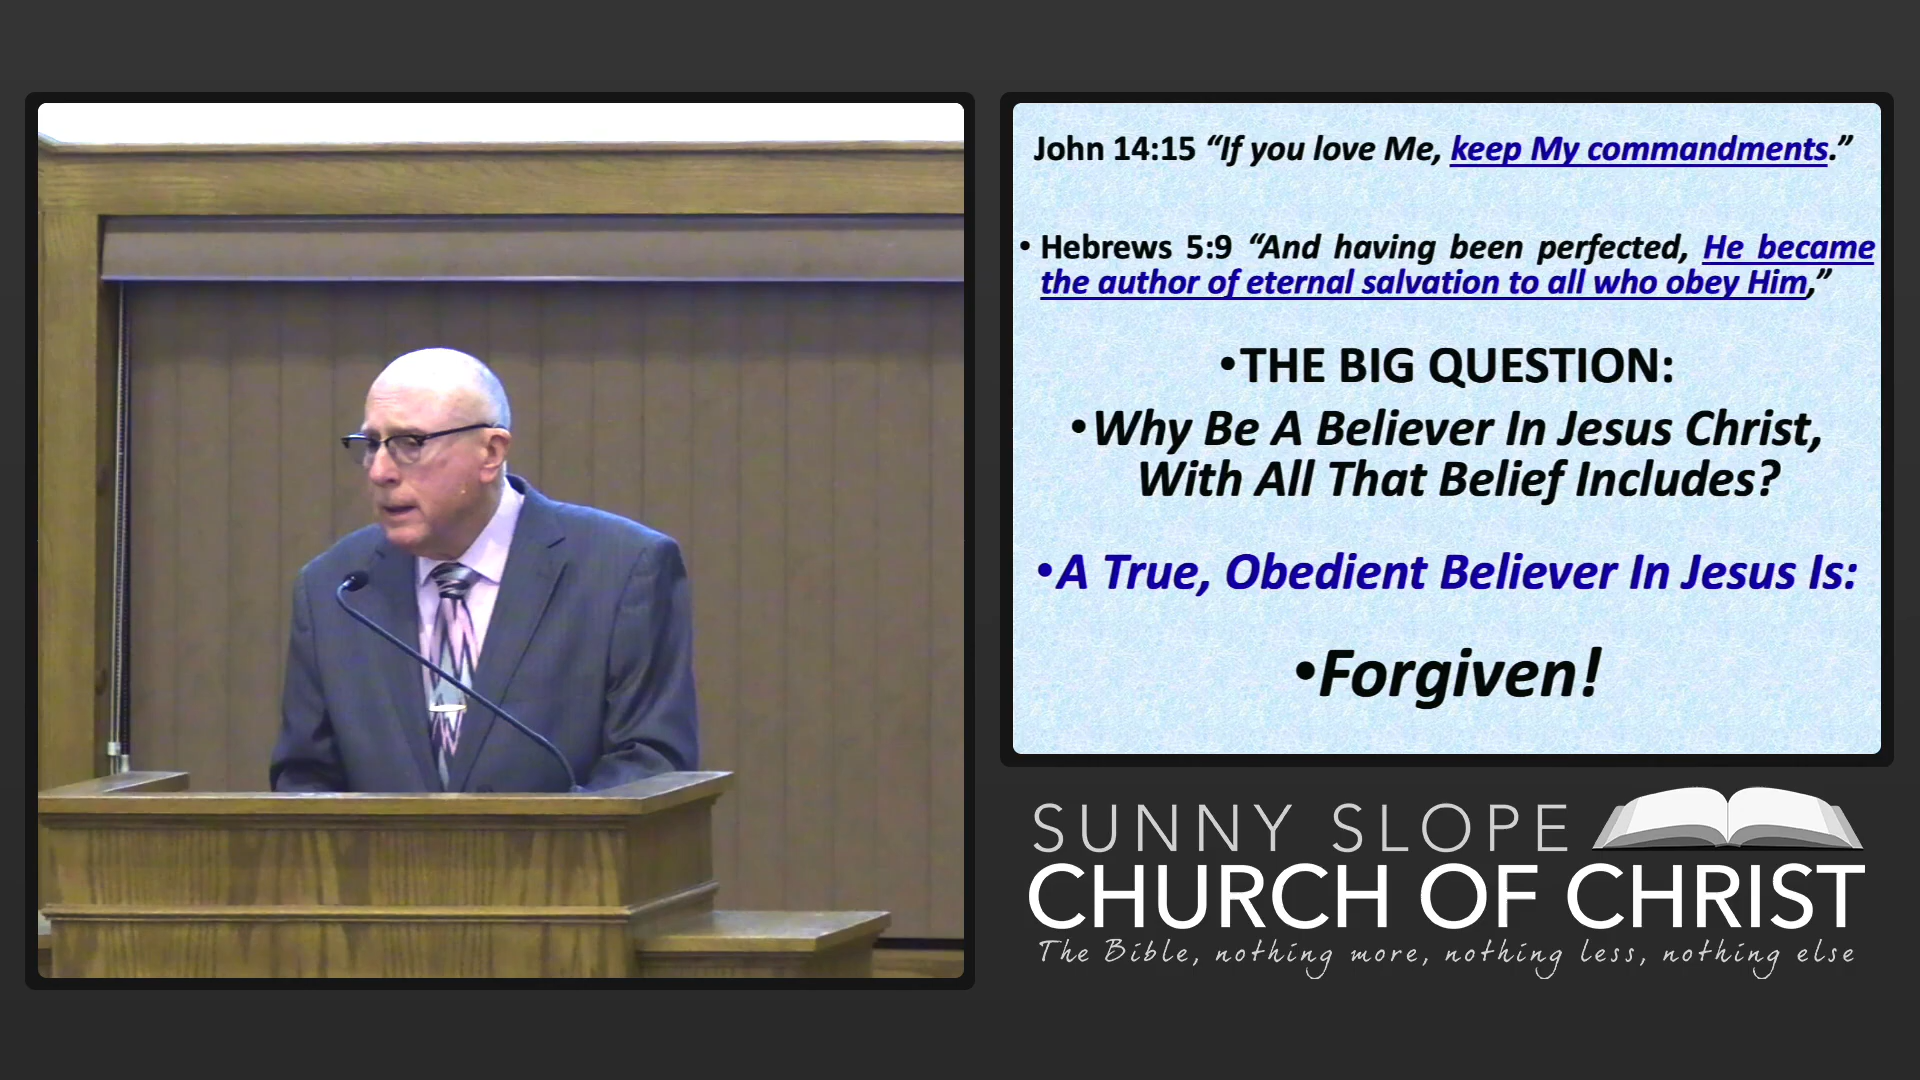 John 14:15 “If you love Me, keep My commandments.”
• Hebrews 5:9 “And having been perfected, He became
the author of eternal salvation to all who obey Him,”
•THE BIG QUESTION:
•Why Be A Believer In Jesus Christ,
With All That Belief Includes?
•A True, Obedient Believer In Jesus Is:
•Forgiven!
SUNNY SLOPE
CHURCH OF CHRIST
The Bible, nothing more, nothing less, nothing else